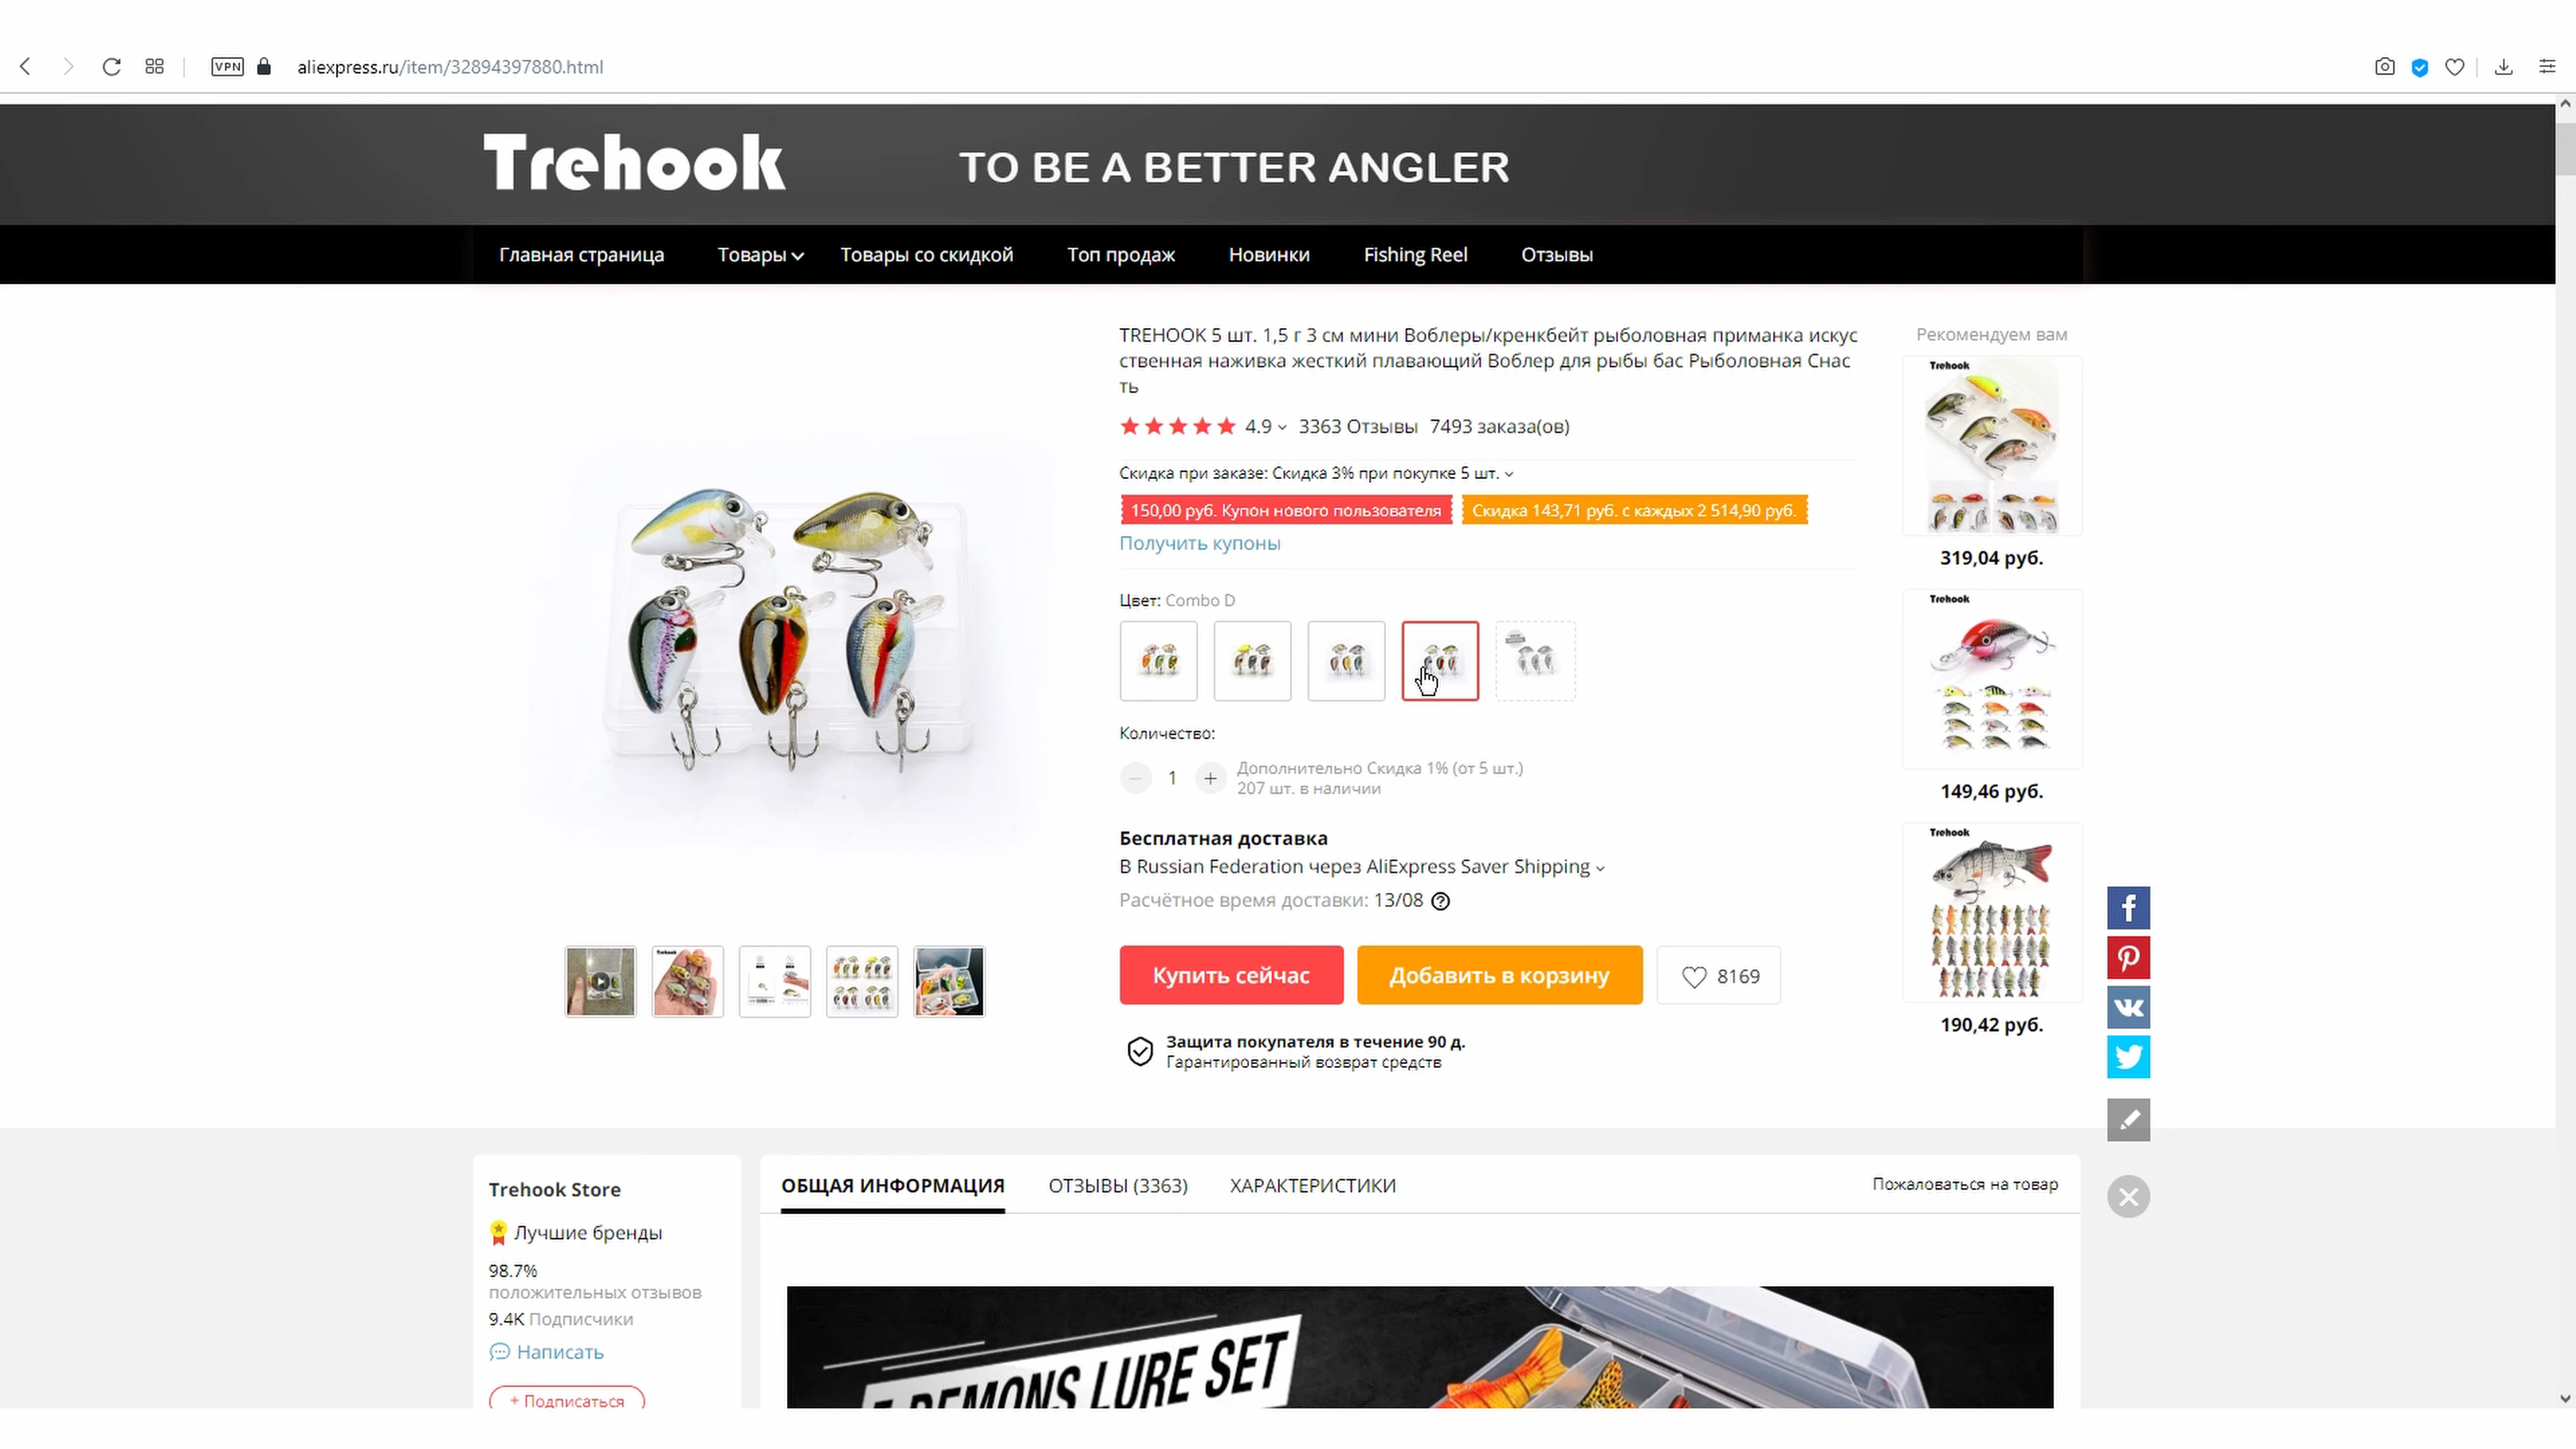 VPN
aliexpress.ru/item/32894397880.html
Trehook
TO BE A BETTER ANGLER
Главная страница
Товары
Товары со скидкой
Топ продаж
Новинки
Fishing Reel
Отзывы
TREHOOK 5 шт. 1,5 г 3 см мини Воблеры/кренкбейт рыболовная приманка искус
ственная наживка жесткий плавающий Воблер для рыбы бас Рыболовная Снас
ть
4.9 3363 Отзывы 7493 заказа(ов)
Скидка при заказе: Скидка 3% при покупке 5 шт.
150,00 руб. Купон нового пользователя
Скидка 143,71 руб. с каждых 2 514,90 руб.
Получить купоны
Цвет: Combo D
Количество:
1
Дополнительно Скидка 1% (от 5 шт.)
207 шт. в наличии
Бесплатная доставка
В Russian Federation через AliExpress Saver Shipping
Расчётное время доставки: 13/08
Купить сейчас
Добавить в корзину
8169
Защита покупателя в течение 90 д.
Гарантированный возврат средств
Рекомендуем вам
Trehook
319,04 руб.
Trehook
149,46 руб.
Trehook
190,42 руб.
Trehook Store
Лучшие бренды
98.7%
положительных отзывов
9.4K Подписчики
Написать
+ Подписаться
ОБЩАЯ ИНФОРМАЦИЯ
ОТЗЫВЫ (3363)
ХАРАКТЕРИСТИКИ
Пожаловаться на товар
DEMONS LURE SET